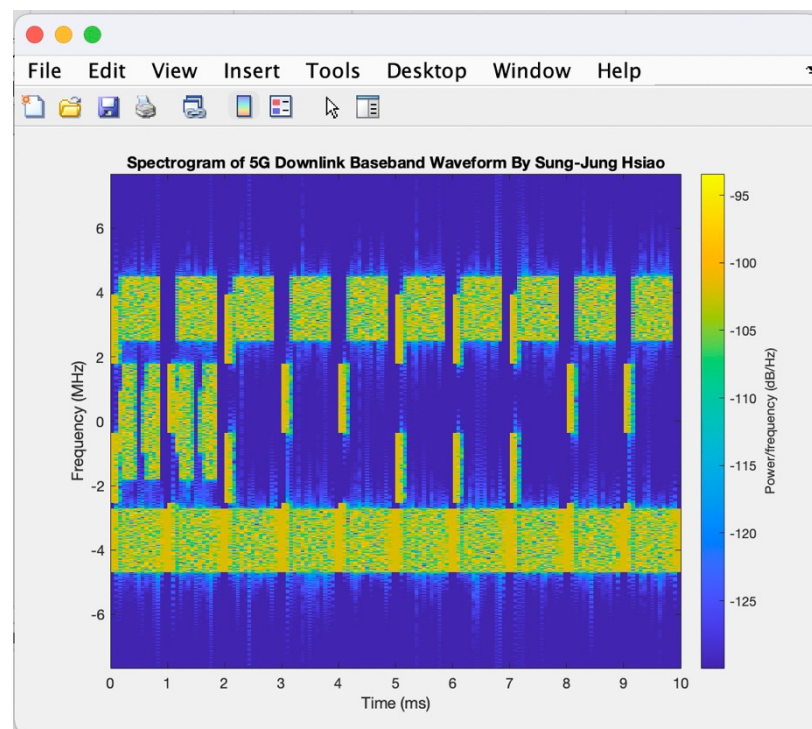 File Edit View Insert Tools Desktop Window Help
Spectrogram of 5G Downlink Baseband Waveform By Sung-Jung Hsiao
6
4
2
0
-2
-4
-6
Frequency (MHz)
0 1 2 3 4 5 6 7 8 9 10
Time (ms)
-95
-100
-105
-110
-115
-120
-125
Power/frequency (dB/Hz)